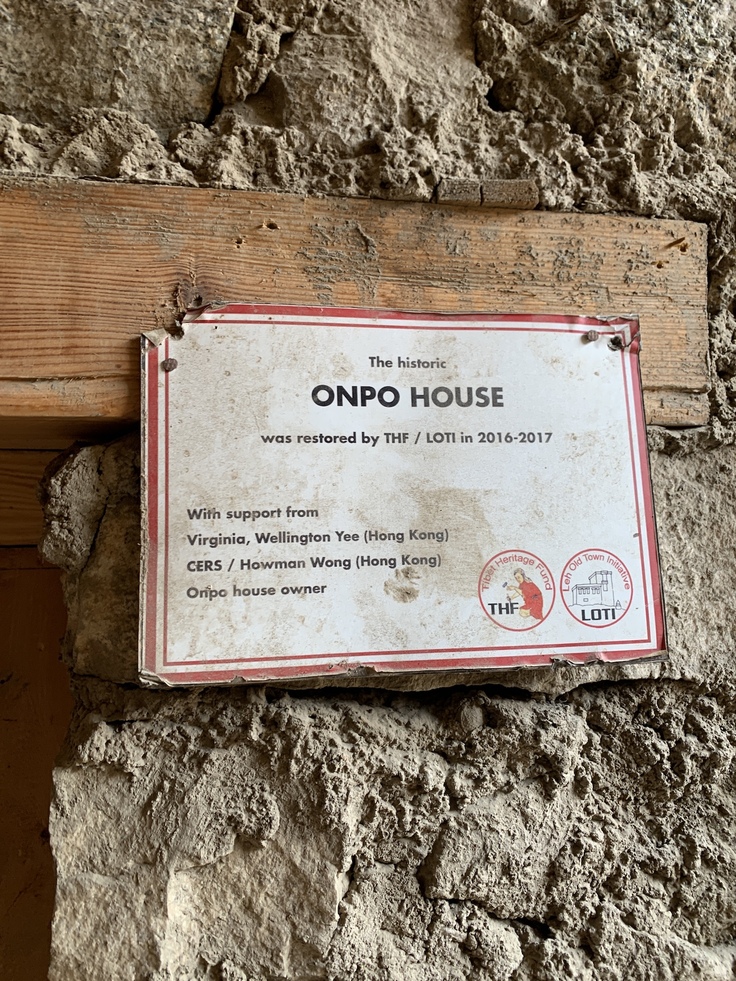 The historic
ONPO HOUSE
was restored by THF / LOTI in 2016-2017
With support from
Virginia, Wellington Yee (Hong Kong)
CERS / Howman Wong (Hong Kong)
Onpo house owner
Tibet Heritage Fund
THF
Leh Old Town Initiative
LOTI